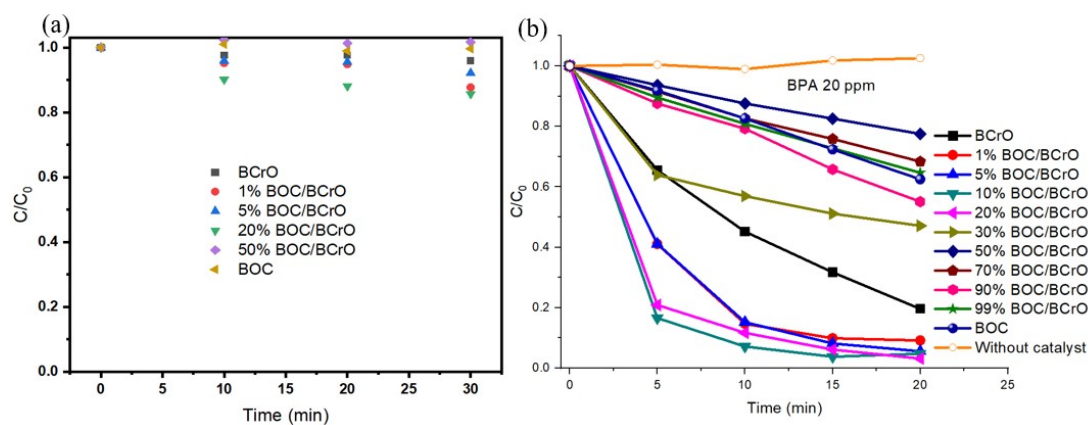 (a)
1.0
0.8
0.6
0.4
0.2
0.0
C/C0
BCrO
1% BOC/BCrO
5% BOC/BCrO
20% BOC/BCrO
50% BOC/BCrO
BOC
0 5 10 15 20 25 30
Time (min)
(b)
1.0
0.8
0.6
0.4
0.2
0.0
C/C0
BPA 20 ppm
BCrO
1% BOC/BCrO
5% BOC/BCrO
10% BOC/BCrO
20% BOC/BCrO
30% BOC/BCrO
50% BOC/BCrO
70% BOC/BCrO
90% BOC/BCrO
99% BOC/BCrO
BOC
Without catalyst
0 5 10 15 20 25
Time (min)